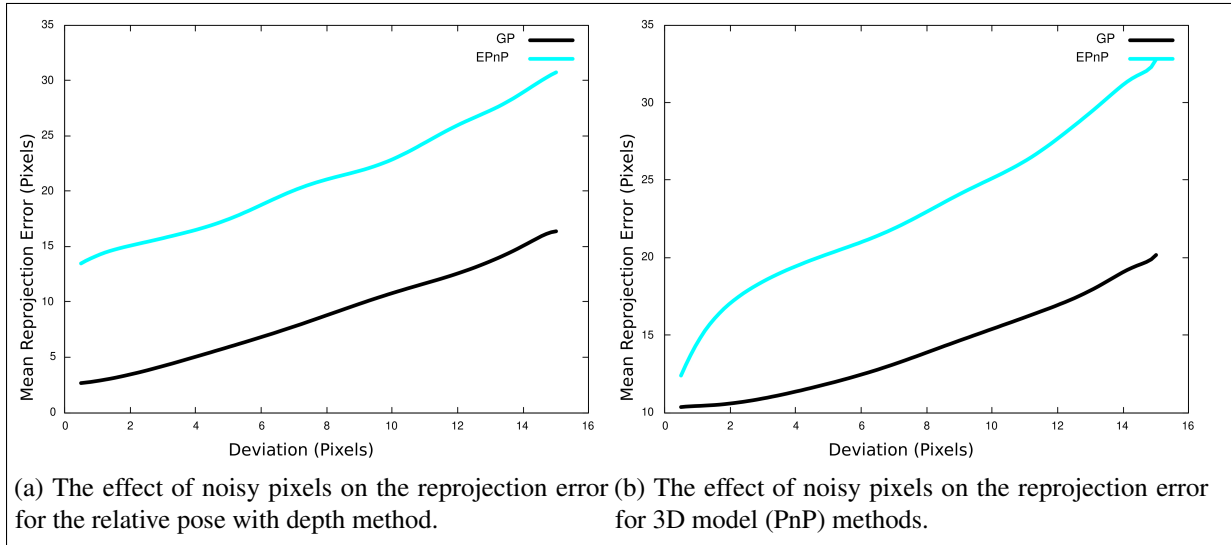 35
30
25
20
15
10
5
0
0 2 4 6 8 10 12 14 16
Mean Reprojection Error (Pixels)
Deviation (Pixels)
GP
EPnP
(a) The effect of noisy pixels on the reprojection error
for the relative pose with depth method.
35
30
25
20
15
10
0 2 4 6 8 10 12 14 16
Mean Reprojection Error (Pixels)
Deviation (Pixels)
GP
EPnP
(b) The effect of noisy pixels on the reprojection error
for 3D model (PnP) methods.